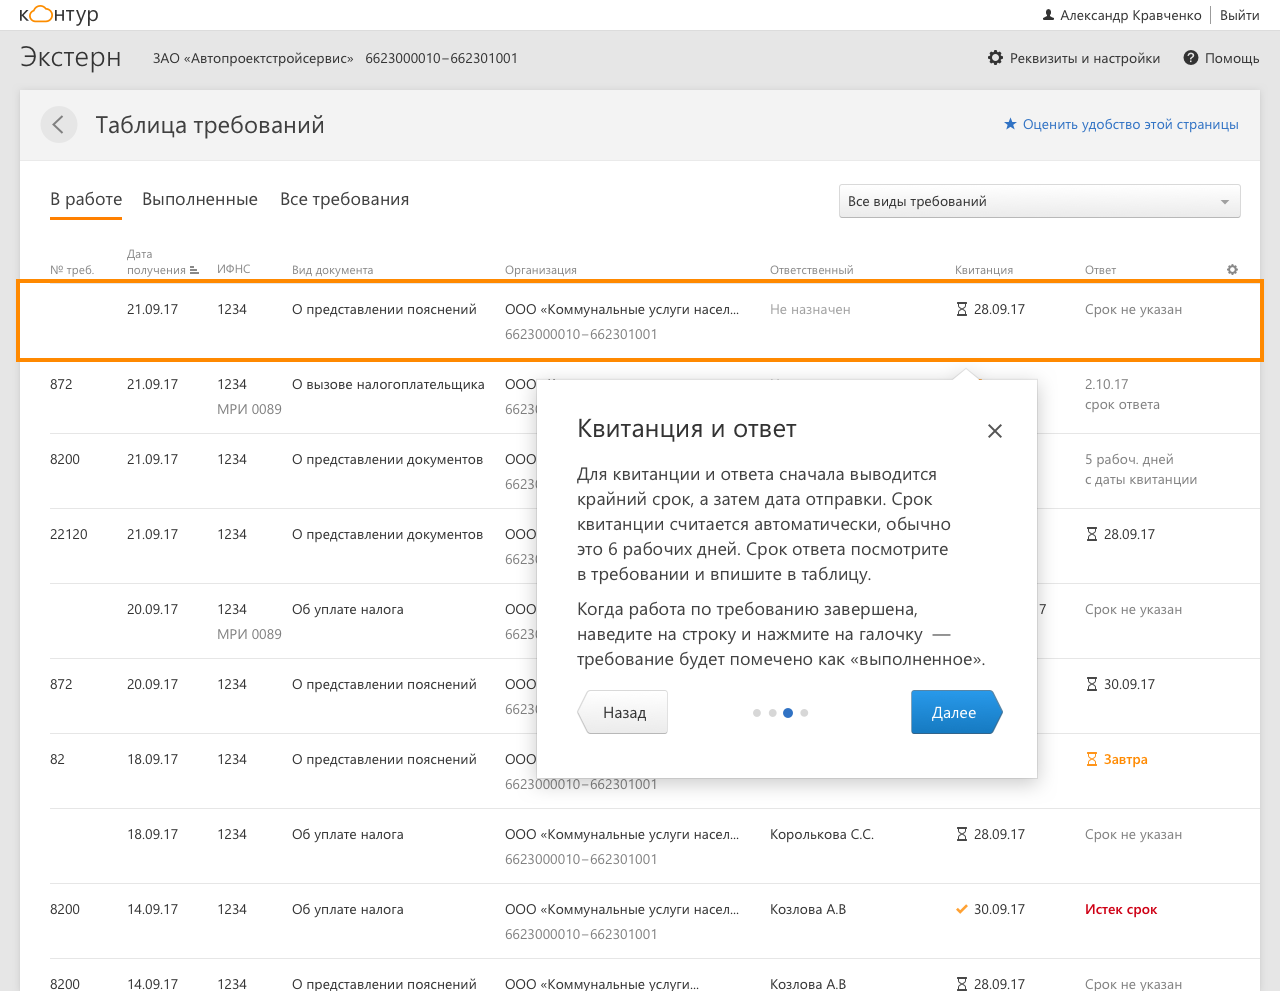 контур
Александр Кравченко Выйти
Экстерн ЗАО «Автопроектстройсервис» 6623000010–662301001 Реквизиты и настройки Помощь
Таблица требований Оценить удобство этой страницы
В работе Выполненные Все требования Все виды требований
Дата
№ треб. получения ИФНС Вид документа Организация Ответственный Квитанция Ответ
21.09.17 1234 О представлении пояснений ООО «Коммунальные услуги насел... Не назначен 28.09.17 Срок не указан
6623000010–662301001
872 21.09.17 1234 О вызове налогоплательщика ООО 2.10.17
МРИ 0089 6623 срок ответа
8200 21.09.17 1234 О представлении документов ООО 5 рабоч. дней
6623 с даты квитанции
22120 21.09.17 1234 О представлении документов ООО 28.09.17
6623
20.09.17 1234 Об уплате налога ООО 7 Срок не указан
МРИ 0089 6623
872 20.09.17 1234 О представлении пояснений ООО 30.09.17
6623
82 18.09.17 1234 О представлении пояснений ООО Завтра
6623000010–662301001
Квитанция и ответ
Для квитанции и ответа сначала выводится
крайний срок, а затем дата отправки. Срок
квитанции считается автоматически, обычно
это 6 рабочих дней. Срок ответа посмотрите
в требовании и впишите в таблицу.
Когда работа по требованию завершена,
наведите на строку и нажмите на галочку —
требование будет помечено как «выполненное».
Назад Далее
18.09.17 1234 Об уплате налога ООО «Коммунальные услуги насел... Королькова С.С. 28.09.17 Срок не указан
6623000010–662301001
8200 14.09.17 1234 Об уплате налога ООО «Коммунальные услуги насел... Козлова А.В 30.09.17 Истек срок
6623000010–662301001
8200 14.09.17 1234 О представлении пояснений ООО «Коммунальные услуги... Козлова А.В 28.09.17 Срок не указан